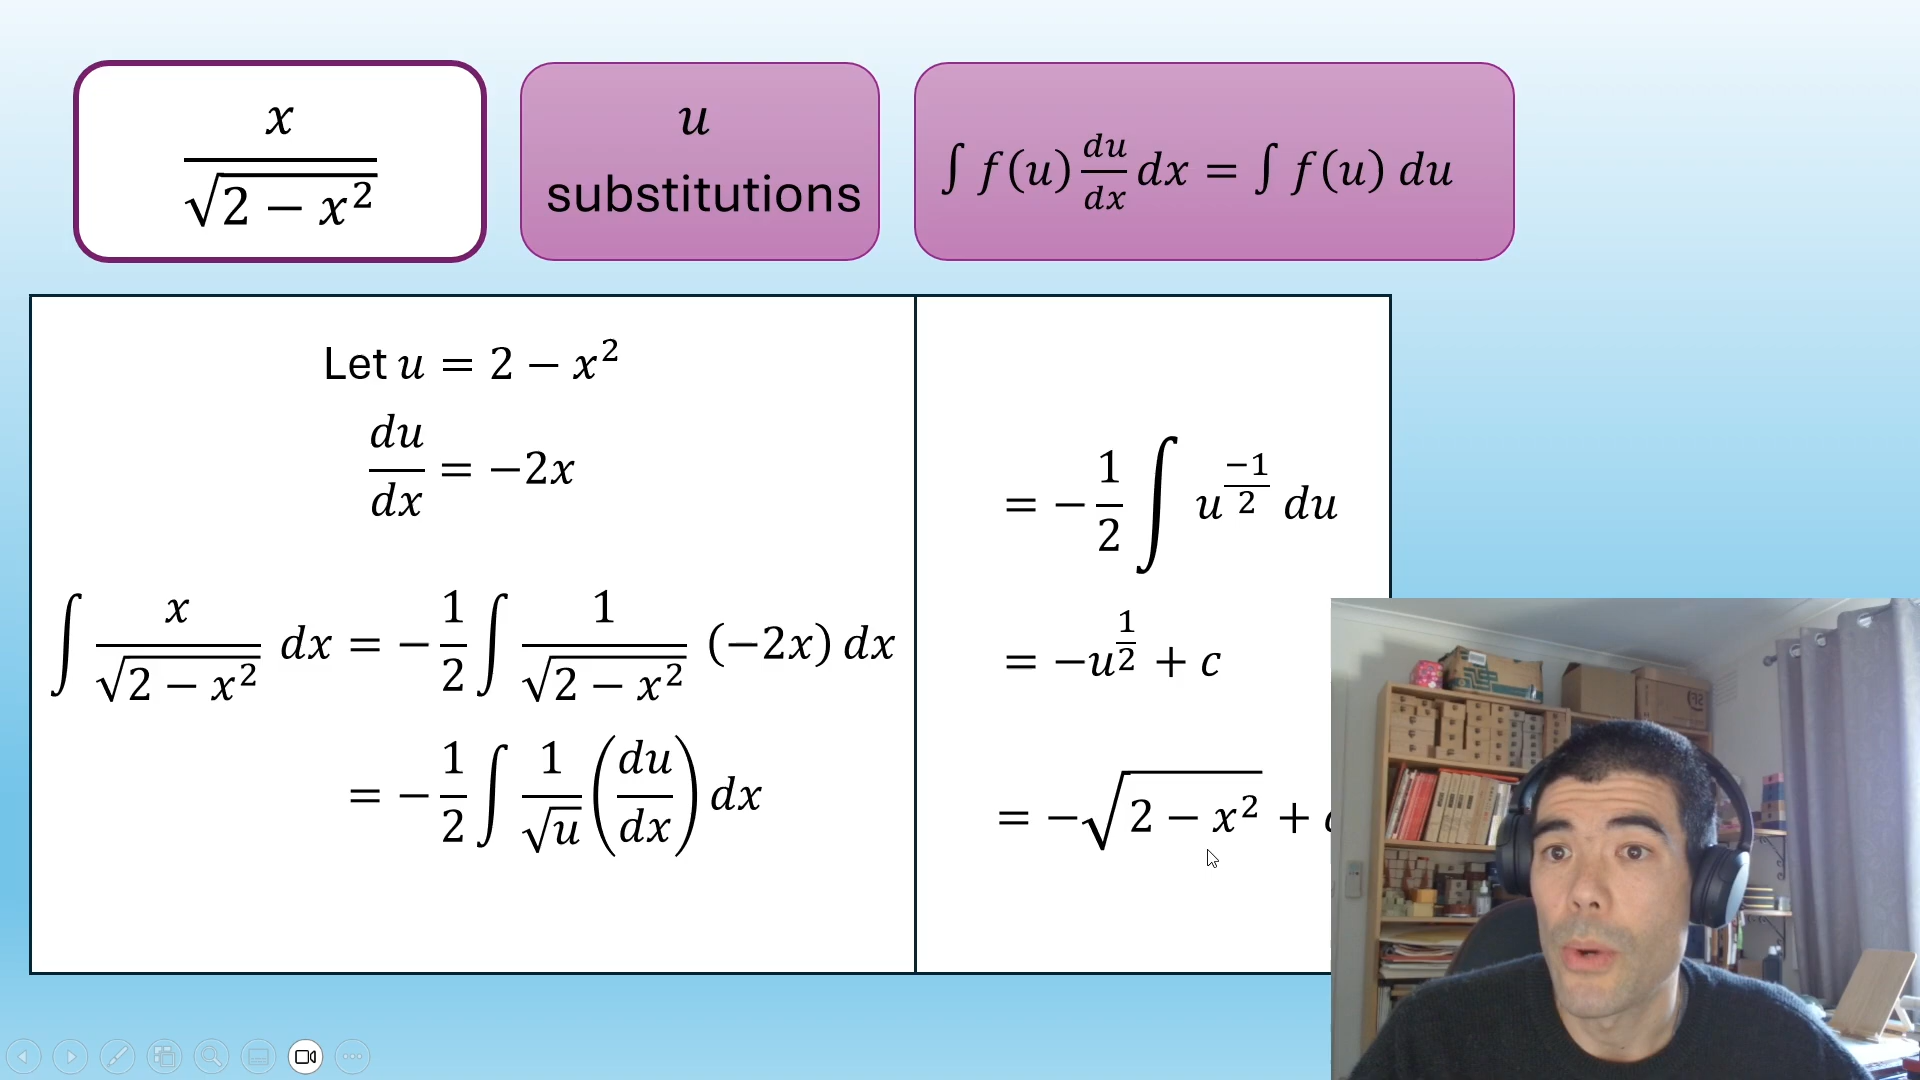 x/√(2 − x²)
u
substitutions
∫ f(u) du/dx dx = ∫ f(u) du
Let u = 2 − x²
du/dx = −2x
∫ x/√(2 − x²) dx = −1/2 ∫ 1/√(2 − x²) (−2x) dx
= −1/2 ∫ 1/√u (du/dx) dx
= −1/2 ∫ u^(−1/2) du
= −u^(1/2) + c
= −√(2 − x²) +